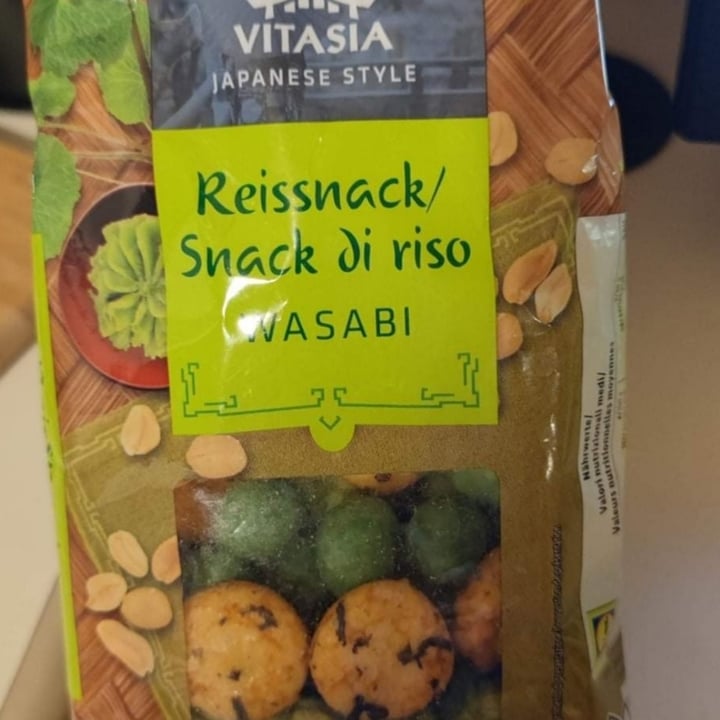 VITASIA
JAPANESE STYLE
Reissnack/
Snack di riso
WASABI
Nährwerte/
Valori nutrizionali medi/
Valeurs nutritionnelles moyennes